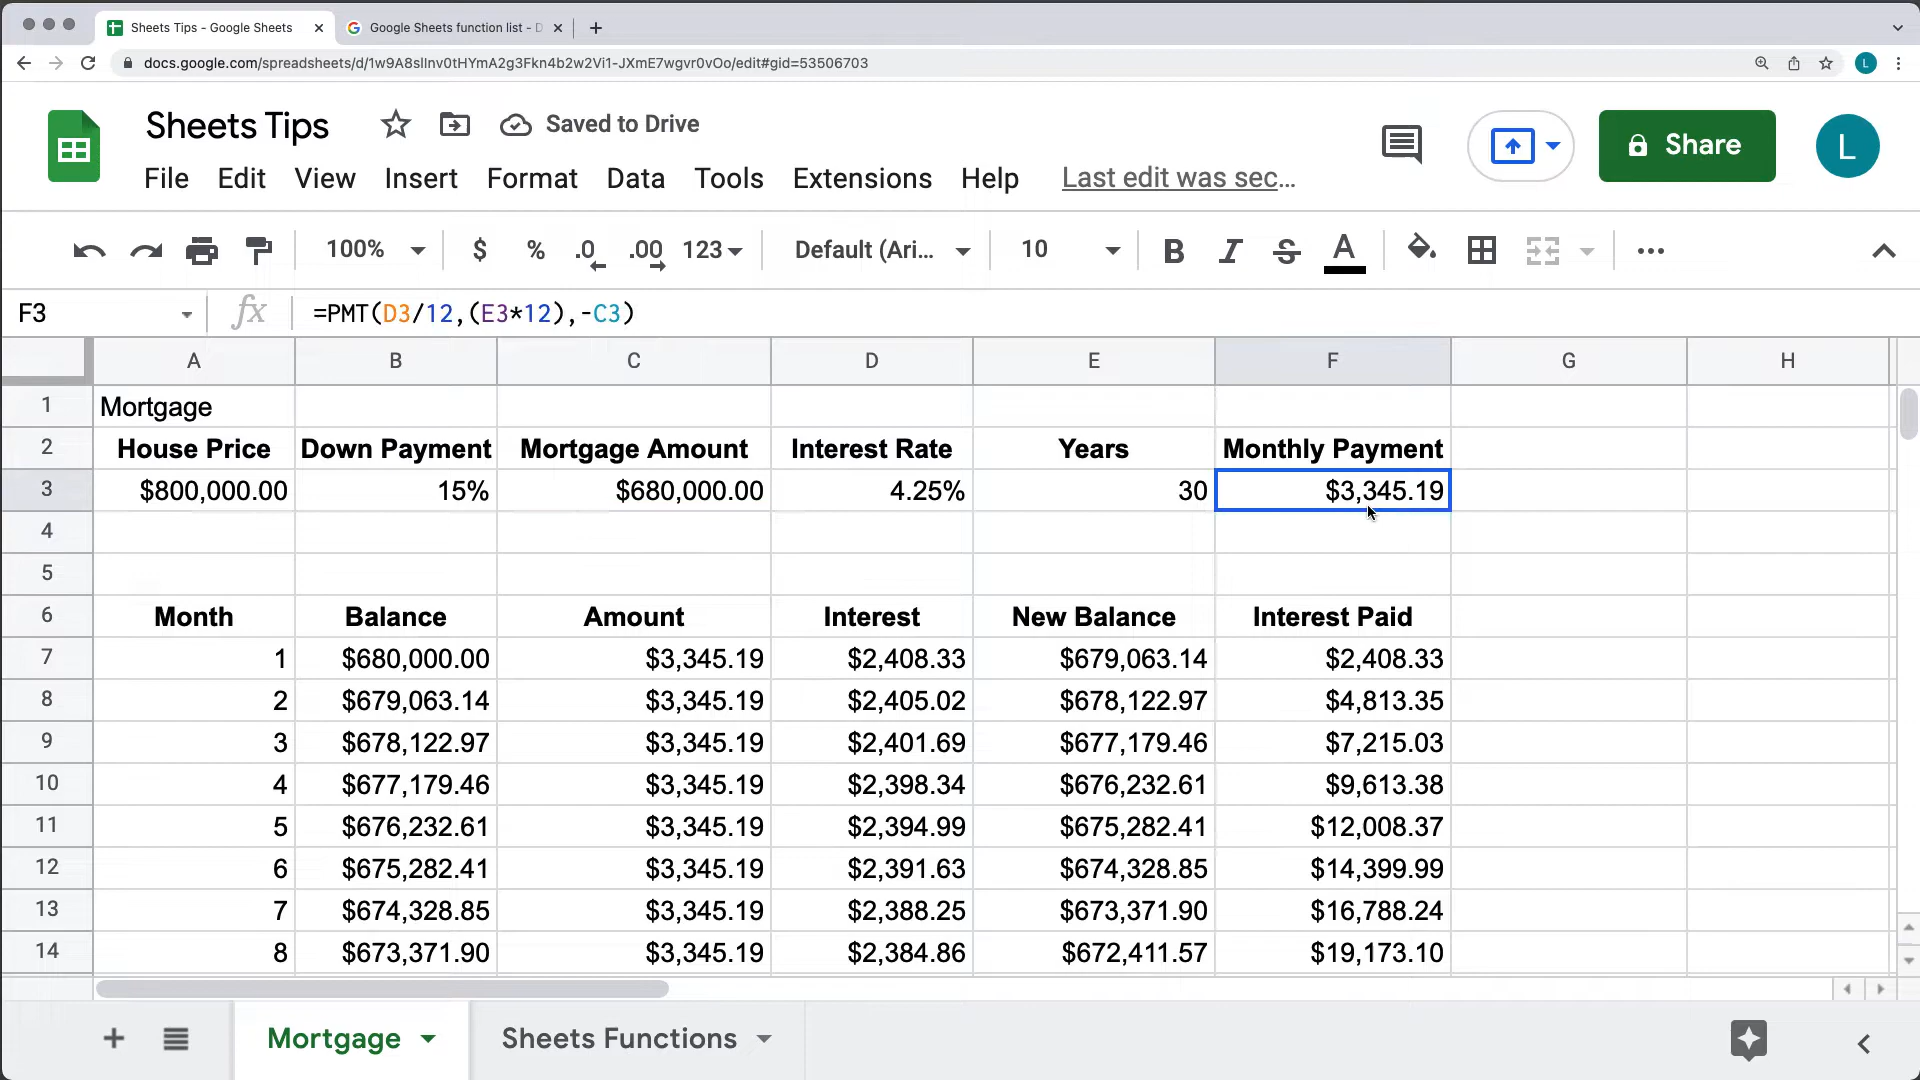 Sheets Tips - Google Sheets
Google Sheets function list - D
docs.google.com/spreadsheets/d/1w9A8sllnv0tHYmA2g3Fkn4b2w2Vi1-JXmE7wgvr0vOo/edit#gid=53506703
L
Sheets Tips
Saved to Drive
Share
L
File Edit View Insert Format Data Tools Extensions Help Last edit was sec...
100% $ % .0 .00 123 Default (Ari... 10 B I S A
F3 fx =PMT(D3/12,(E3*12),-C3)
A B C D E F G H
1 Mortgage
2 House Price Down Payment Mortgage Amount Interest Rate Years Monthly Payment
3 $800,000.00 15% $680,000.00 4.25% 30 $3,345.19
4
5
6 Month Balance Amount Interest New Balance Interest Paid
7 1 $680,000.00 $3,345.19 $2,408.33 $679,063.14 $2,408.33
8 2 $679,063.14 $3,345.19 $2,405.02 $678,122.97 $4,813.35
9 3 $678,122.97 $3,345.19 $2,401.69 $677,179.46 $7,215.03
10 4 $677,179.46 $3,345.19 $2,398.34 $676,232.61 $9,613.38
11 5 $676,232.61 $3,345.19 $2,394.99 $675,282.41 $12,008.37
12 6 $675,282.41 $3,345.19 $2,391.63 $674,328.85 $14,399.99
13 7 $674,328.85 $3,345.19 $2,388.25 $673,371.90 $16,788.24
14 8 $673,371.90 $3,345.19 $2,384.86 $672,411.57 $19,173.10
Mortgage Sheets Functions